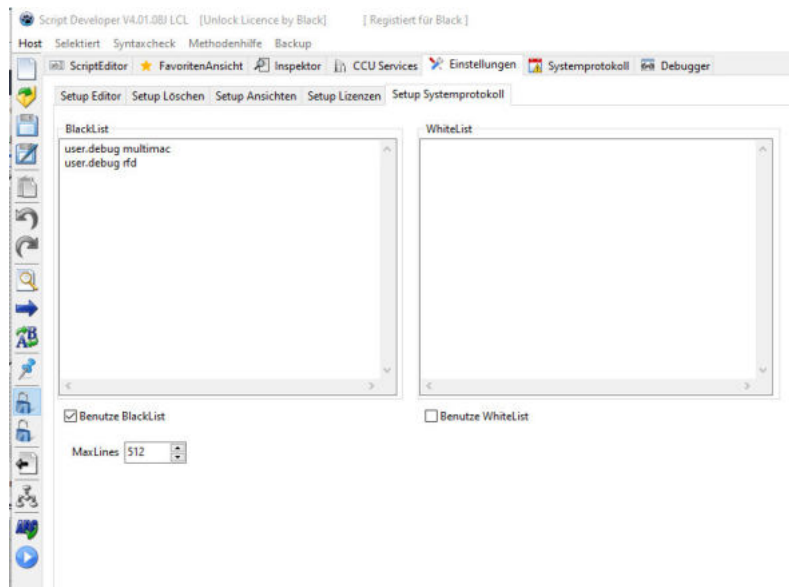 Script Developer V4.01.08J LCL [Unlock Licence by Black] [ Registiert für Black ]
Host Selektiert Syntaxcheck Methodenhilfe Backup
ScriptEditor FavoritenAnsicht Inspektor CCU Services Einstellungen Systemprotokoll Debugger
Setup Editor Setup Löschen Setup Ansichten Setup Lizenzen Setup Systemprotokoll
BlackList WhiteList
user.debug multimac
user.debug rfd
Benutze BlackList Benutze WhiteList
MaxLines 512